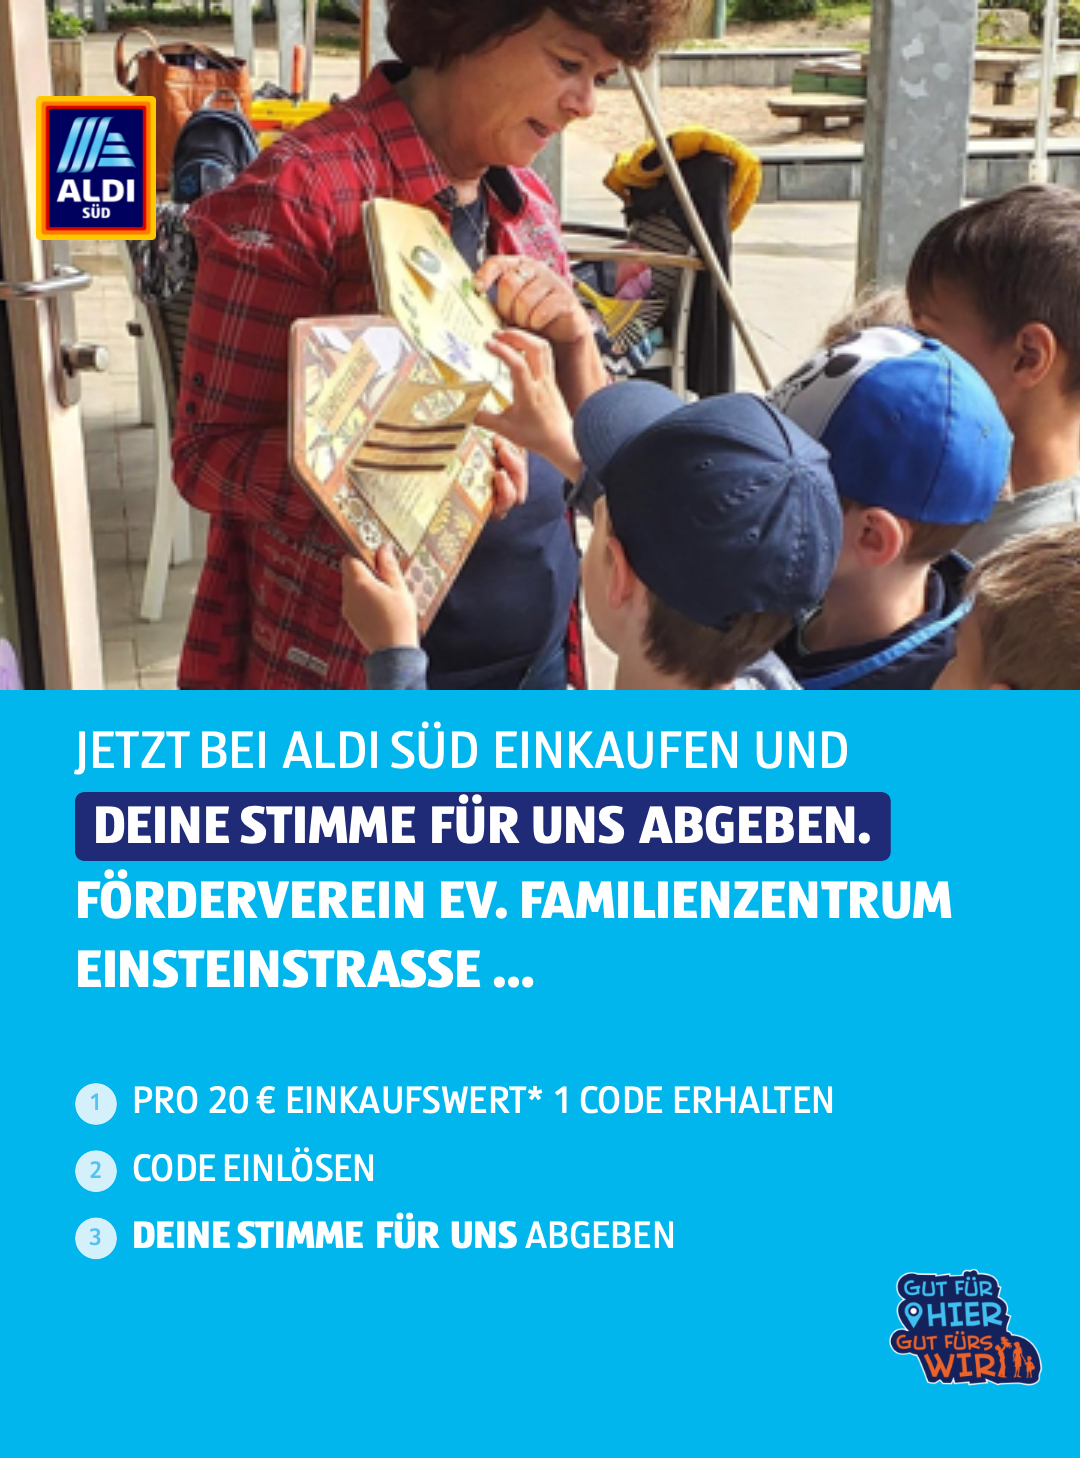 ALDI
SÜD
JETZT BEI ALDI SÜD EINKAUFEN UND
DEINE STIMME FÜR UNS ABGEBEN.
FÖRDERVEREIN EV. FAMILIENZENTRUM
EINSTEINSTRASSE ...
1 PRO 20 € EINKAUFSWERT* 1 CODE ERHALTEN
2 CODE EINLÖSEN
3 DEINE STIMME FÜR UNS ABGEBEN
GUT FÜR
HIER
GUT FÜRS
WIR